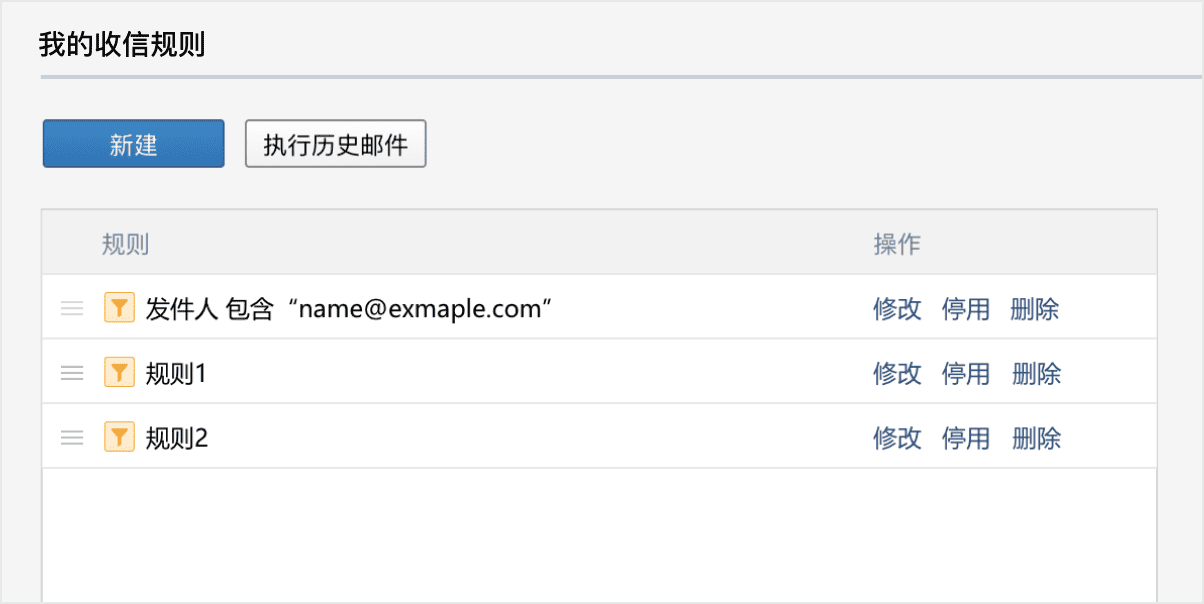 我的收信规则
新建 执行历史邮件
规则 操作
发件人 包含 “name@exmaple.com” 修改 停用 删除
规则1 修改 停用 删除
规则2 修改 停用 删除